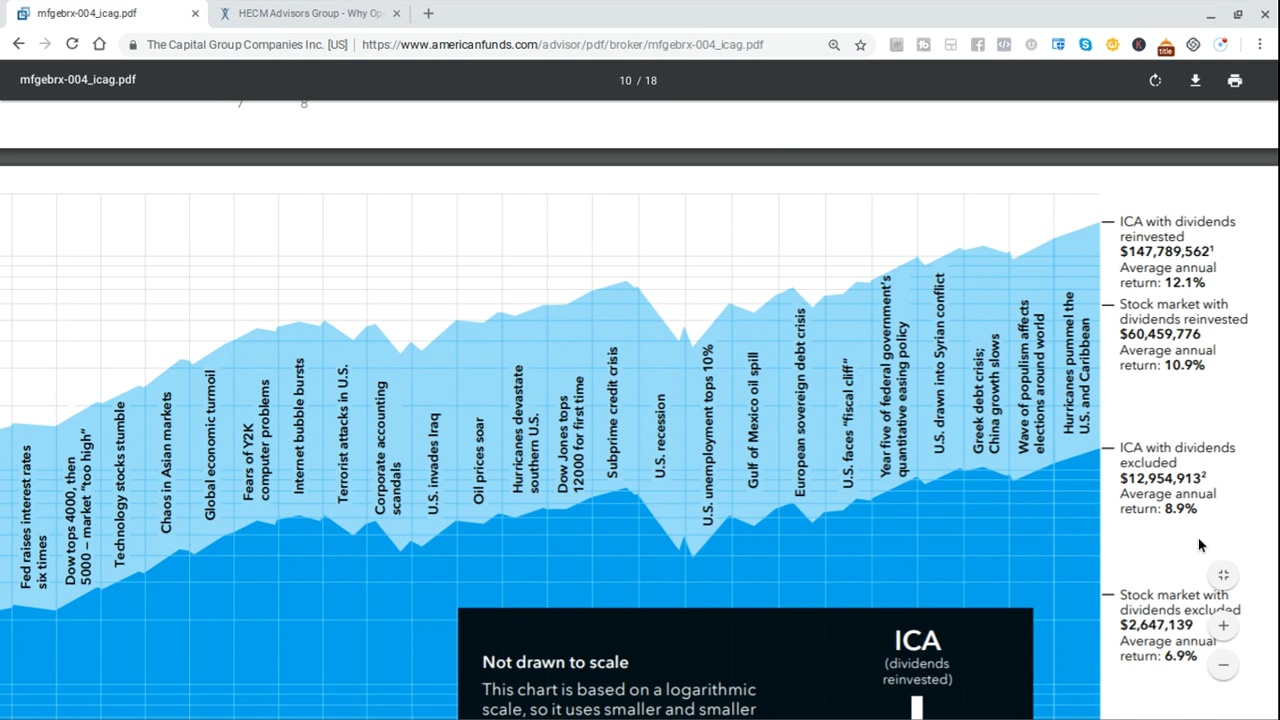 mfgebrx-004_icag.pdf
HECM Advisors Group - Why Op
The Capital Group Companies Inc. [US] | https://www.americanfunds.com/advisor/pdf/broker/mfgebrx-004_icag.pdf
title
mfgebrx-004_icag.pdf
10 / 18
7 8
Fed raises interest rates
six times
Dow tops 4000, then
5000 – market “too high”
Technology stocks stumble
Chaos in Asian markets
Global economic turmoil
Fears of Y2K
computer problems
Internet bubble bursts
Terrorist attacks in U.S.
Corporate accounting
scandals
U.S. invades Iraq
Oil prices soar
Hurricanes devastate
southern U.S.
Dow Jones tops
12000 for first time
Subprime credit crisis
U.S. recession
U.S. unemployment tops 10%
Gulf of Mexico oil spill
European sovereign debt crisis
U.S. faces “fiscal cliff”
Year five of federal government’s
quantitative easing policy
U.S. drawn into Syrian conflict
Greek debt crisis;
China growth slows
Wave of populism affects
elections around world
Hurricanes pummel the
U.S. and Caribbean
ICA with dividends
reinvested
$147,789,562¹
Average annual
return: 12.1%
Stock market with
dividends reinvested
$60,459,776
Average annual
return: 10.9%
ICA with dividends
excluded
$12,954,913²
Average annual
return: 8.9%
Stock market with
dividends excluded
$2,647,139
Average annual
return: 6.9%
Not drawn to scale
This chart is based on a logarithmic
scale, so it uses smaller and smaller
ICA
(dividends
reinvested)